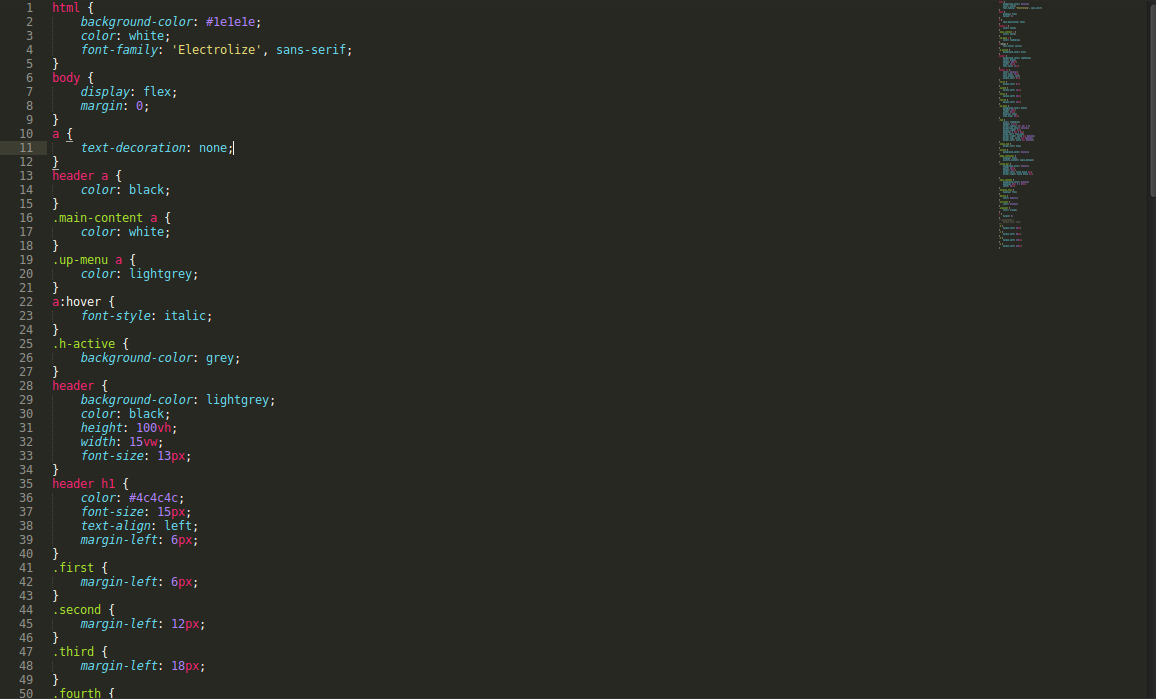 1 html {
2     background-color: #1e1e1e;
3     color: white;
4     font-family: 'Electrolize', sans-serif;
5 }
6 body {
7     display: flex;
8     margin: 0;
9 }
10 a {
11     text-decoration: none;
12 }
13 header a {
14     color: black;
15 }
16 .main-content a {
17     color: white;
18 }
19 .up-menu a {
20     color: lightgrey;
21 }
22 a:hover {
23     font-style: italic;
24 }
25 .h-active {
26     background-color: grey;
27 }
28 header {
29     background-color: lightgrey;
30     color: black;
31     height: 100vh;
32     width: 15vw;
33     font-size: 13px;
34 }
35 header h1 {
36     color: #4c4c4c;
37     font-size: 15px;
38     text-align: left;
39     margin-left: 6px;
40 }
41 .first {
42     margin-left: 6px;
43 }
44 .second {
45     margin-left: 12px;
46 }
47 .third {
48     margin-left: 18px;
49 }
50 .fourth {